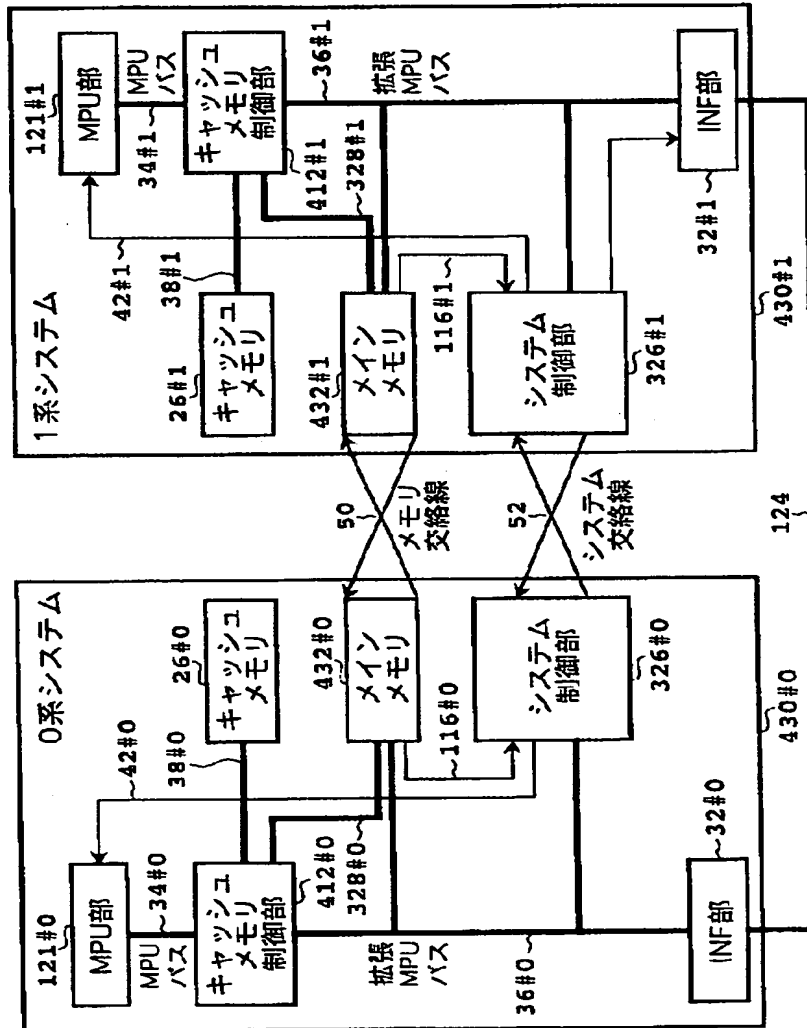 0系システム
121#0
MPU部
34#0
MPU
バス
42#0
38#0
キャッシュ
メモリ
制御部
412#0
328#0
26#0
キャッシュ
メモリ
432#0
メイン
メモリ
116#0
拡張
MPU
バス
36#0
システム
制御部
326#0
INF部
32#0
430#0
50
メモリ
交絡線
52
システム
交絡線
124
1系システム
121#1
MPU部
34#1
MPU
バス
42#1
38#1
キャッシュ
メモリ
制御部
412#1
328#1
26#1
キャッシュ
メモリ
432#1
メイン
メモリ
116#1
36#1
拡張
MPU
バス
システム
制御部
326#1
INF部
32#1
430#1